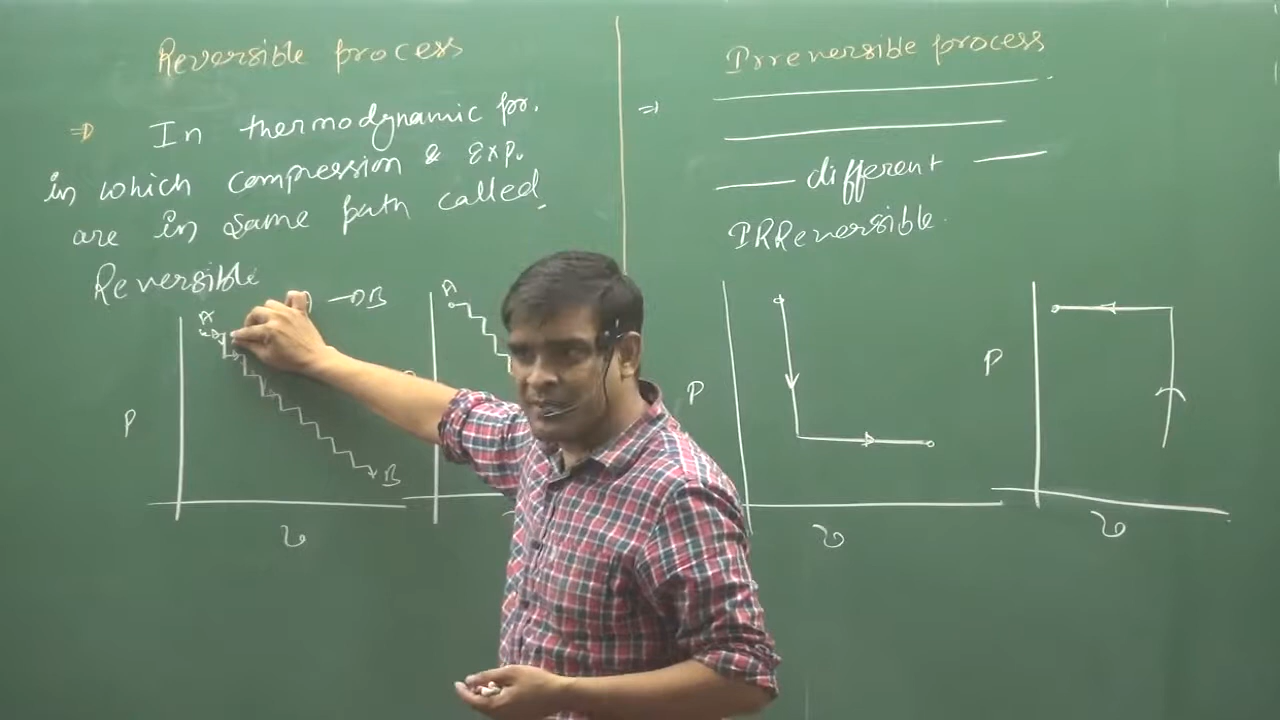 Reversible process
⇒ In thermodynamic pr.
in which compression & Exp.
are in same path called
Reversible
→ B
A
B
P
v
A
Irreversible process
⇒
different
IRReversible.
P
v
P
v